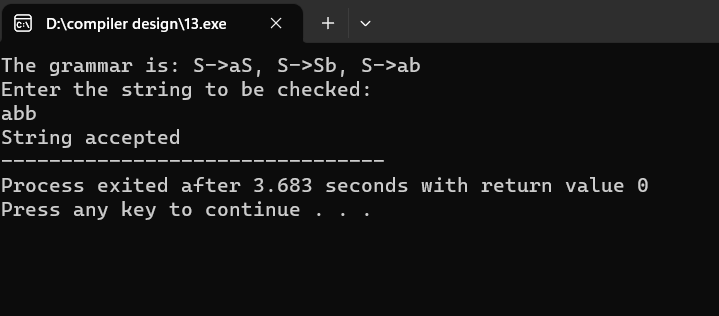 D:\compiler design\13.exe
The grammar is: S->aS, S->Sb, S->ab
Enter the string to be checked:
abb
String accepted
--------------------------------
Process exited after 3.683 seconds with return value 0
Press any key to continue . . .